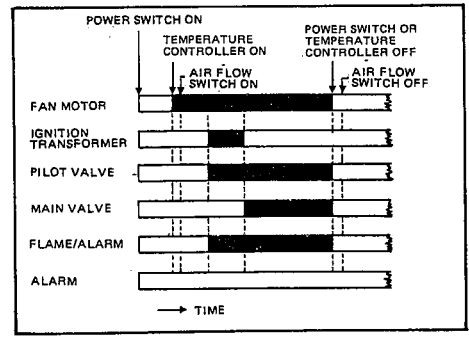 POWER SWITCH ON
POWER SWITCH OR
TEMPERATURE
CONTROLLER OFF
TEMPERATURE
CONTROLLER ON
AIR FLOW
SWITCH ON
AIR FLOW
SWITCH OFF
FAN MOTOR
IGNITION
TRANSFORMER
PILOT VALVE
MAIN VALVE
FLAME/ALARM
ALARM
TIME